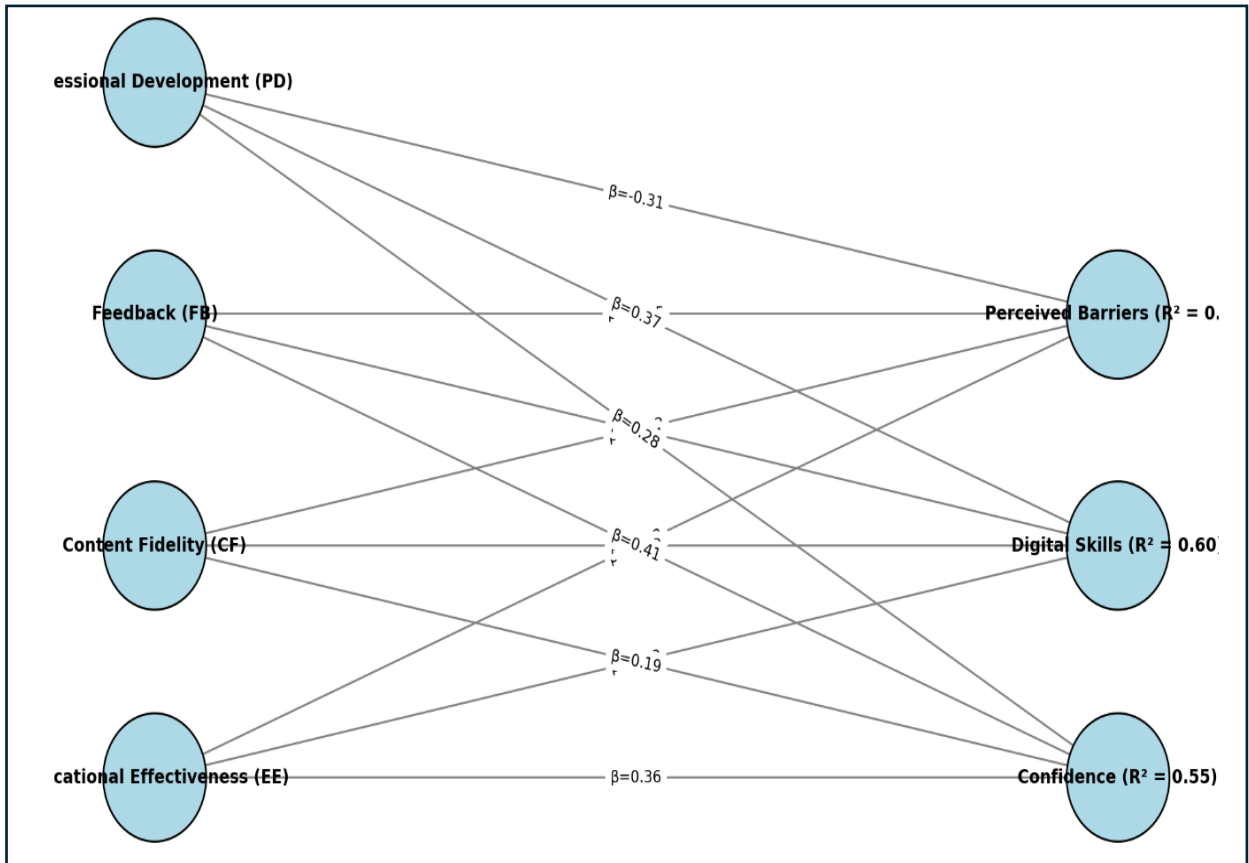 essional Development (PD)
β=-0.31
Feedback (FB)
β=0.37
Perceived Barriers (R² = 0.
β=0.28
Content Fidelity (CF)
β=0.41
Digital Skills (R² = 0.60)
β=0.19
cational Effectiveness (EE)
β=0.36
Confidence (R² = 0.55)